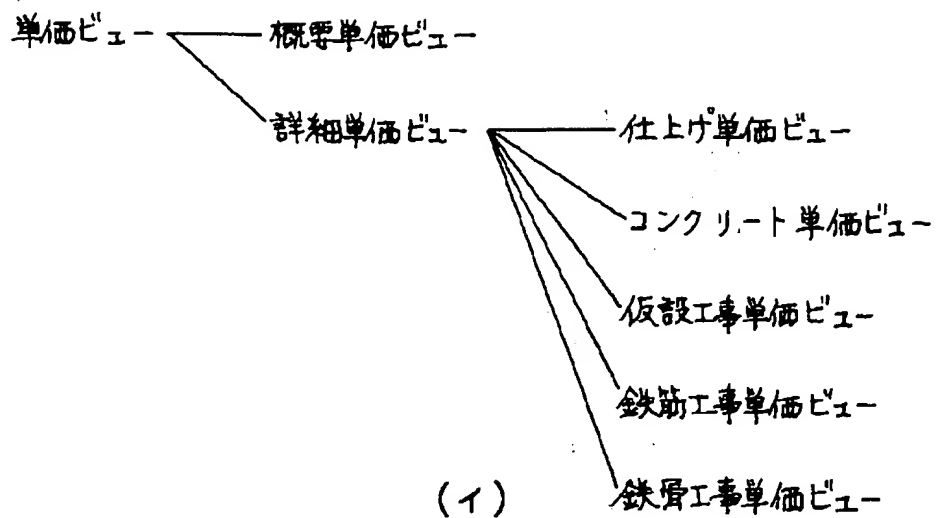 単価ビュー 概要単価ビュー
詳細単価ビュー 仕上げ単価ビュー
コンクリート単価ビュー
仮設工事単価ビュー
鉄筋工事単価ビュー
(イ) 鉄骨工事単価ビュー